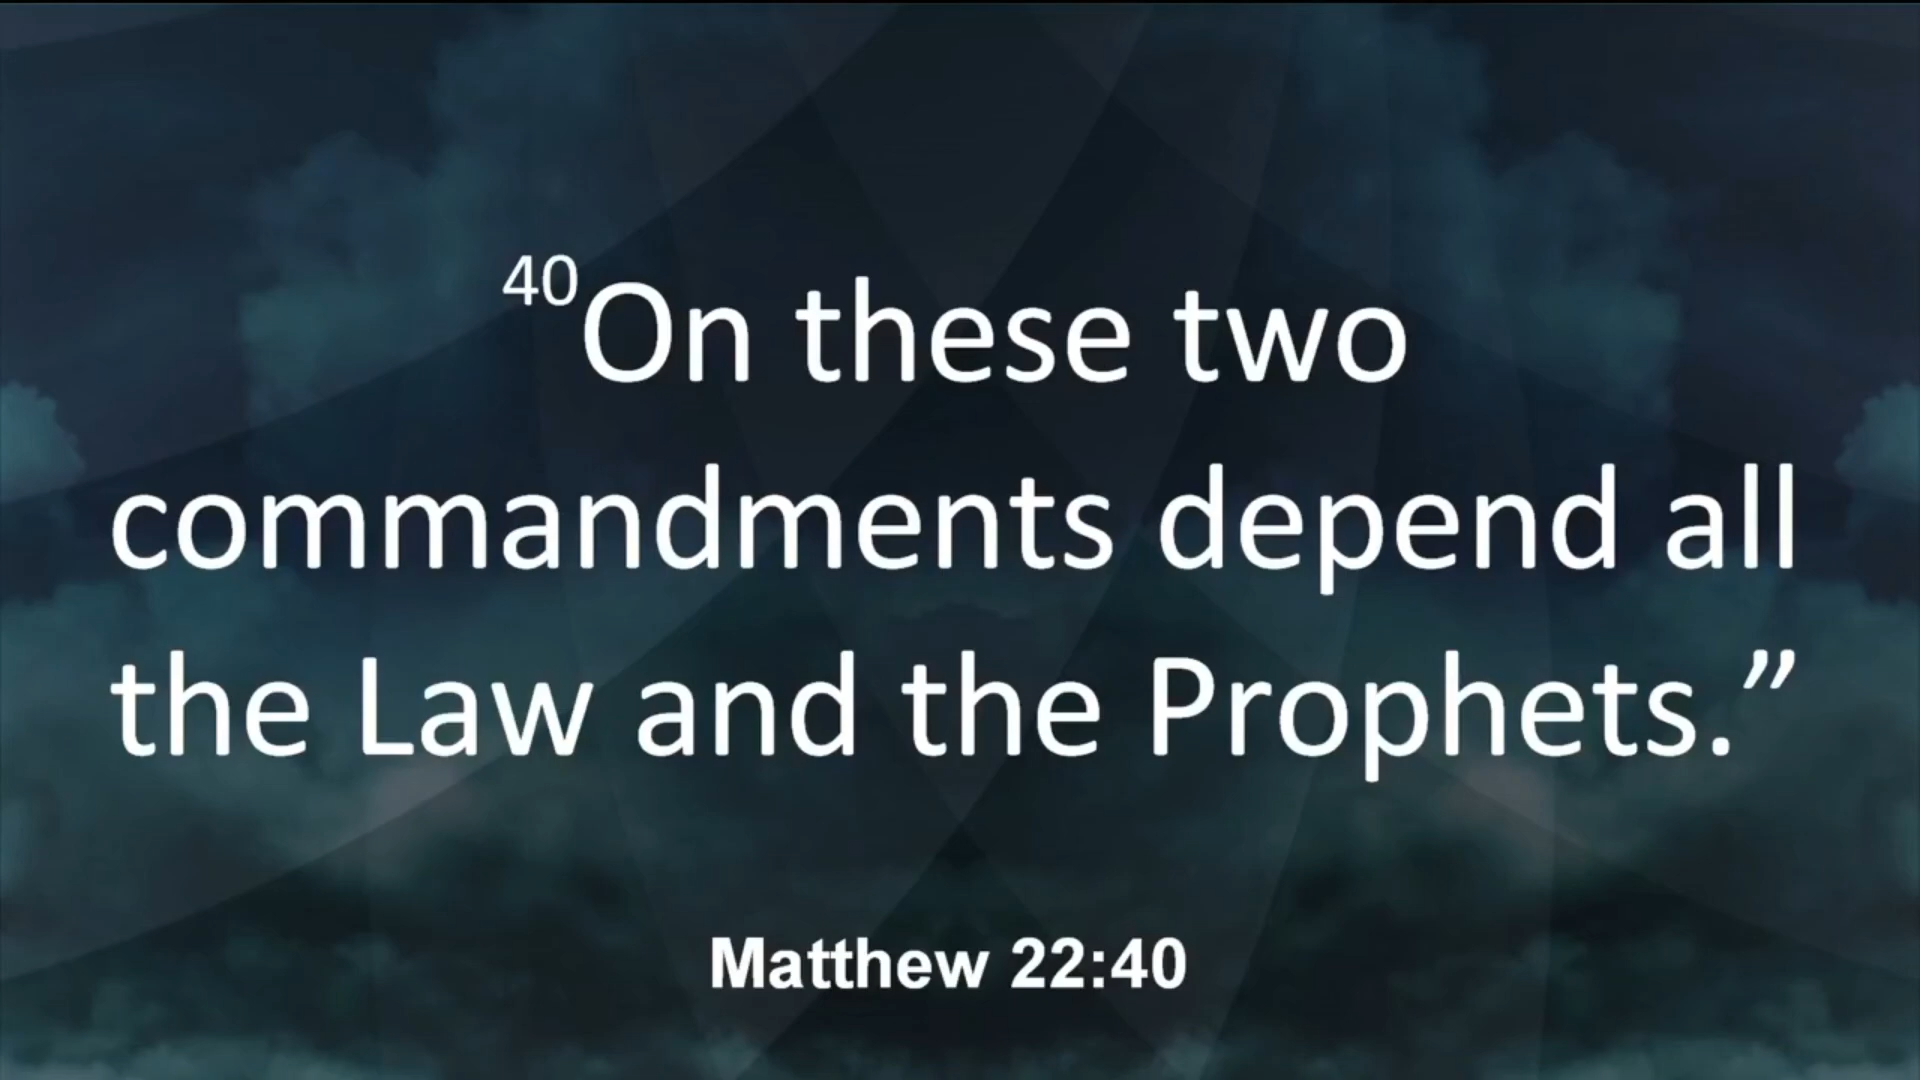 40On these two
commandments depend all
the Law and the Prophets.”
Matthew 22:40